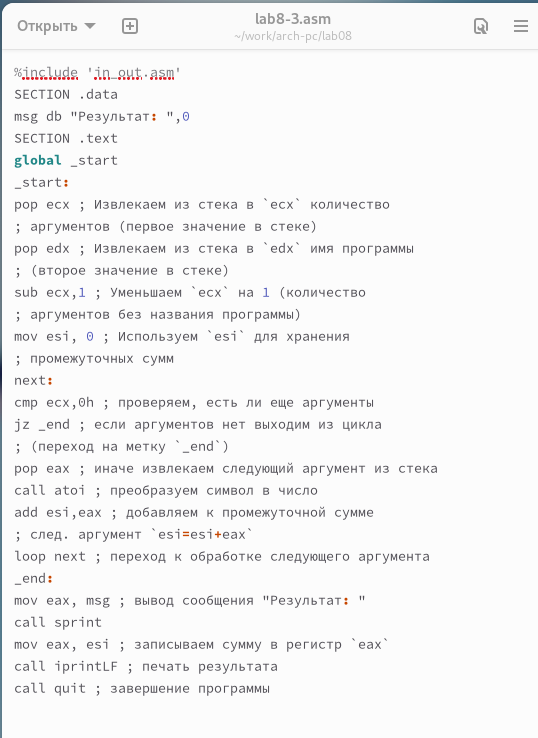 Открыть
lab8-3.asm
~/work/arch-pc/lab08
%include 'in_out.asm'
SECTION .data
msg db "Результат: ",0
SECTION .text
global _start
_start:
pop ecx ; Извлекаем из стека в `ecx` количество
; аргументов (первое значение в стеке)
pop edx ; Извлекаем из стека в `edx` имя программы
; (второе значение в стеке)
sub ecx,1 ; Уменьшаем `ecx` на 1 (количество
; аргументов без названия программы)
mov esi, 0 ; Используем `esi` для хранения
; промежуточных сумм
next:
cmp ecx,0h ; проверяем, есть ли еще аргументы
jz _end ; если аргументов нет выходим из цикла
; (переход на метку `_end`)
pop eax ; иначе извлекаем следующий аргумент из стека
call atoi ; преобразуем символ в число
add esi,eax ; добавляем к промежуточной сумме
; след. аргумент `esi=esi+eax`
loop next ; переход к обработке следующего аргумента
_end:
mov eax, msg ; вывод сообщения "Результат: "
call sprint
mov eax, esi ; записываем сумму в регистр `eax`
call iprintLF ; печать результата
call quit ; завершение программы